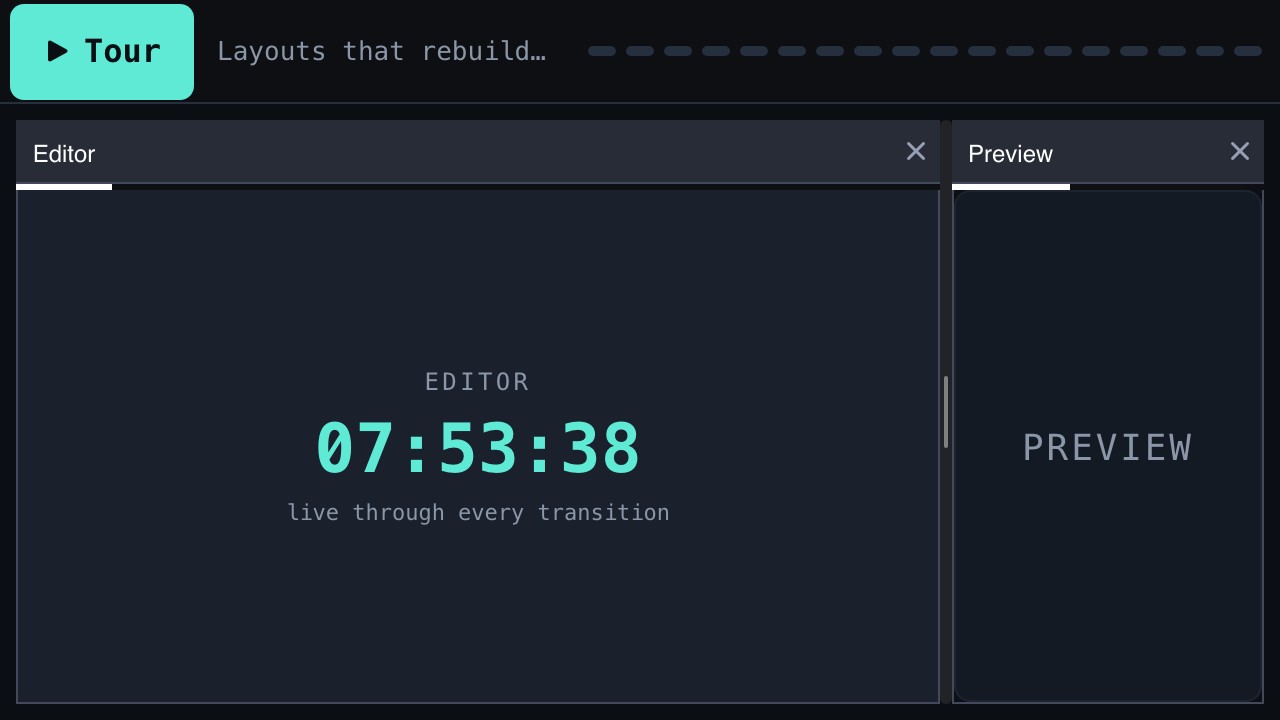 Tour
Layouts that rebuild…
Editor
Preview
EDITOR
07:53:38
live through every transition
PREVIEW